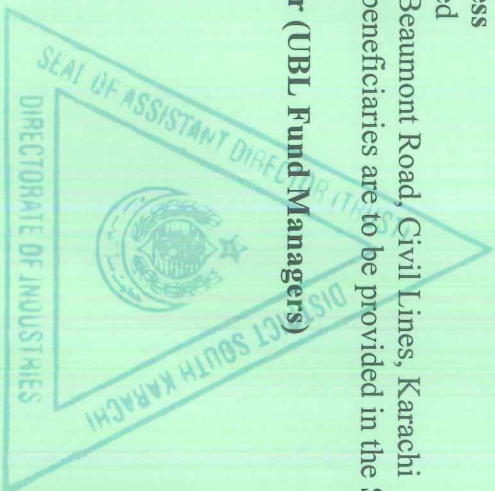 ess
ed
Beaumont Road, Civil Lines, Karachi
beneficiaries are to be provided in the S
r (UBL Fund Managers)
SEAL OF ASSISTANT DIRECTOR (TRUST)
DISTRICT SOUTH KARACHI
DIRECTORATE OF INDUSTRIES